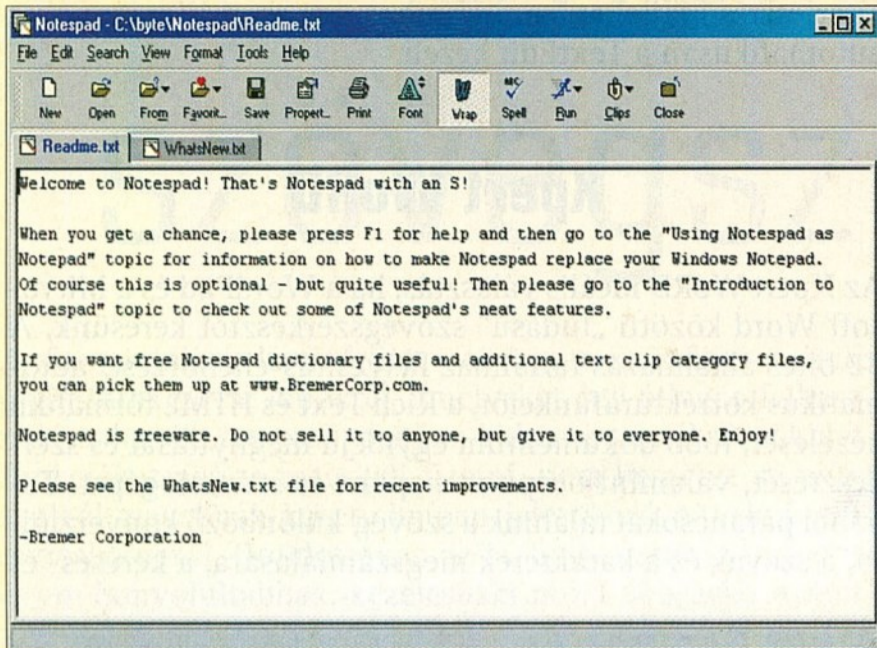 Notespad - C:\byte\Notespad\Readme.txt
File Edit Search View Format Tools Help
New Open From Favorit... Save Propert... Print Font Wrap Spell Run Clips Close
Readme.txt WhatsNew.txt
Welcome to Notespad! That's Notespad with an S!
When you get a chance, please press F1 for help and then go to the "Using Notespad as
Notepad" topic for information on how to make Notespad replace your Windows Notepad.
Of course this is optional - but quite useful! Then please go to the "Introduction to
Notespad" topic to check out some of Notespad's neat features.
If you want free Notespad dictionary files and additional text clip category files,
you can pick them up at www.BremerCorp.com.
Notespad is freeware. Do not sell it to anyone, but give it to everyone. Enjoy!
Please see the WhatsNew.txt file for recent improvements.
~Bremer Corporation